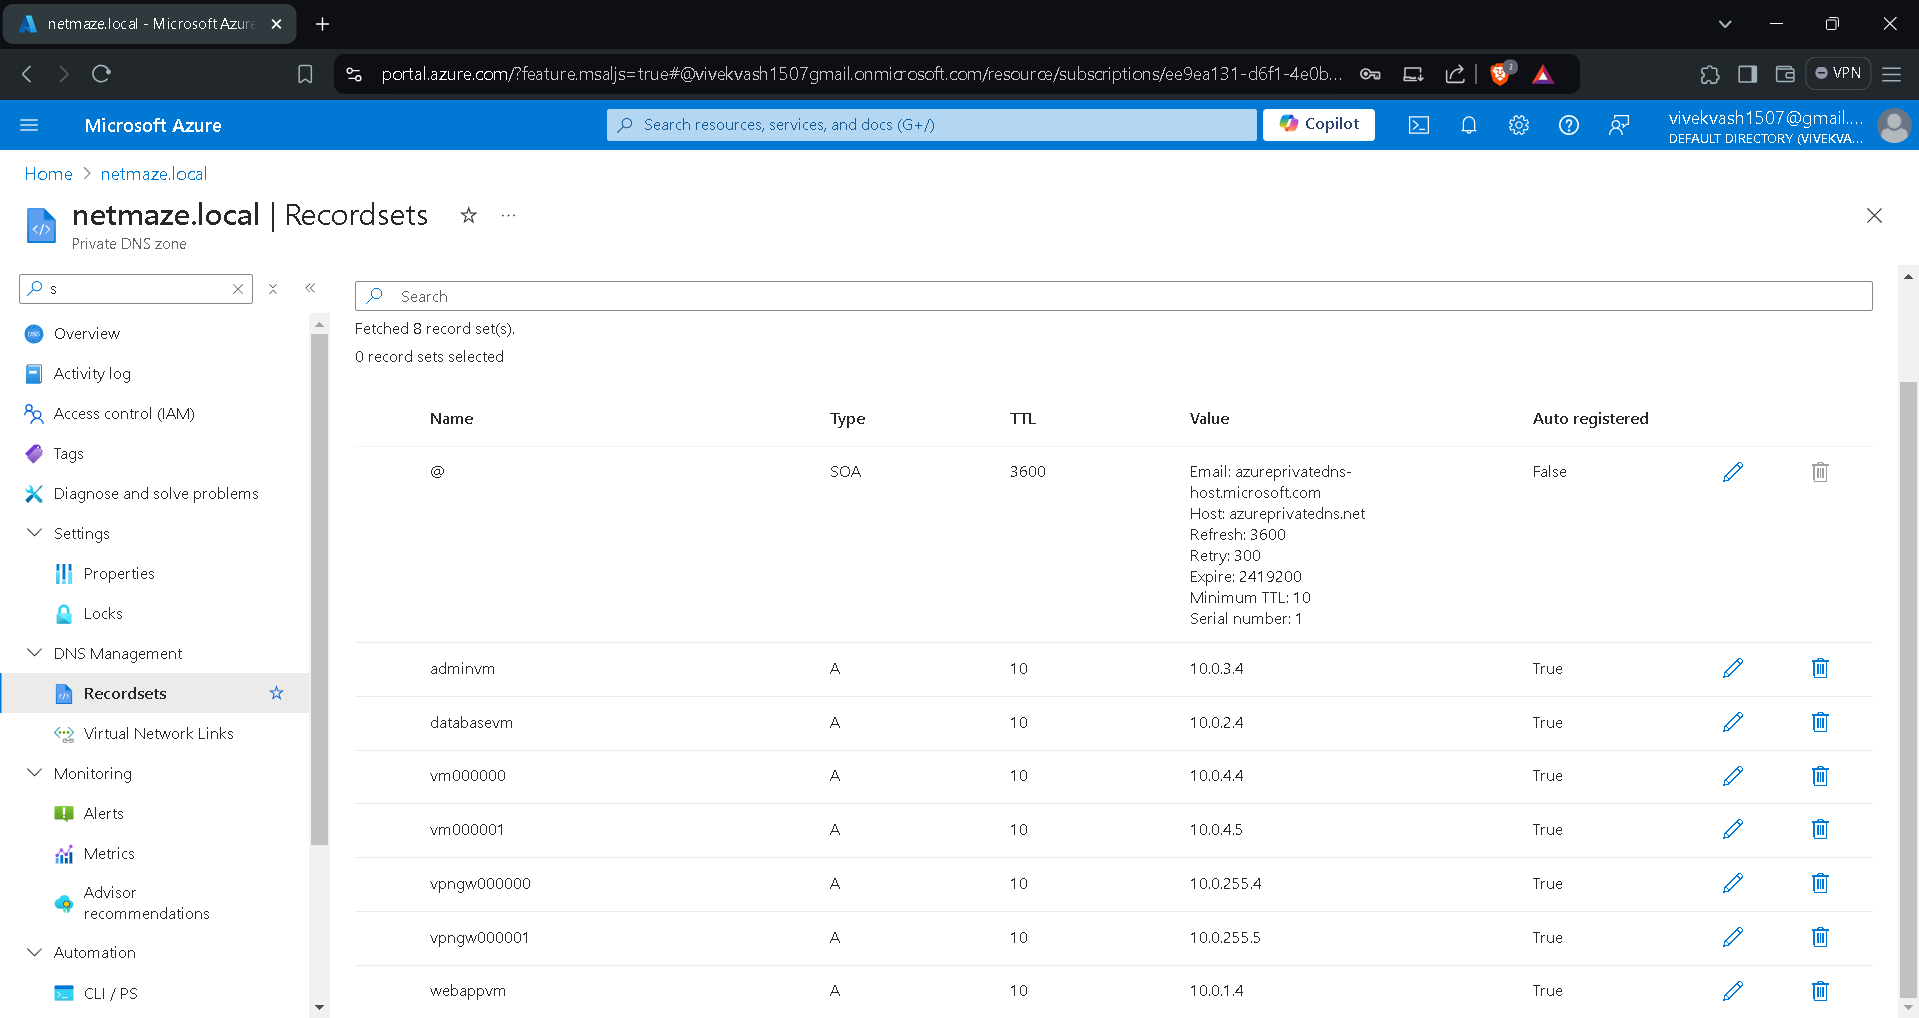 netmaze.local - Microsoft Azure
portal.azure.com/?feature.msaljs=true#@vivekvash1507gmail.onmicrosoft.com/resource/subscriptions/ee9ea131-d6f1-4e0b...
2
VPN
Microsoft Azure
Search resources, services, and docs (G+/)
Copilot
vivekvash1507@gmail....
DEFAULT DIRECTORY (VIVEKVA...
Home > netmaze.local
netmaze.local | Recordsets
Private DNS zone
s
Overview
Activity log
Access control (IAM)
Tags
Diagnose and solve problems
Settings
Properties
Locks
DNS Management
Recordsets
Virtual Network Links
Monitoring
Alerts
Metrics
Advisor
recommendations
Automation
CLI / PS
Search
Fetched 8 record set(s).
0 record sets selected
Name Type TTL Value Auto registered
@ SOA 3600 Email: azureprivatedns- False
host.microsoft.com
Host: azureprivatedns.net
Refresh: 3600
Retry: 300
Expire: 2419200
Minimum TTL: 10
Serial number: 1
adminvm A 10 10.0.3.4 True
databasevm A 10 10.0.2.4 True
vm000000 A 10 10.0.4.4 True
vm000001 A 10 10.0.4.5 True
vpngw000000 A 10 10.0.255.4 True
vpngw000001 A 10 10.0.255.5 True
webappvm A 10 10.0.1.4 True